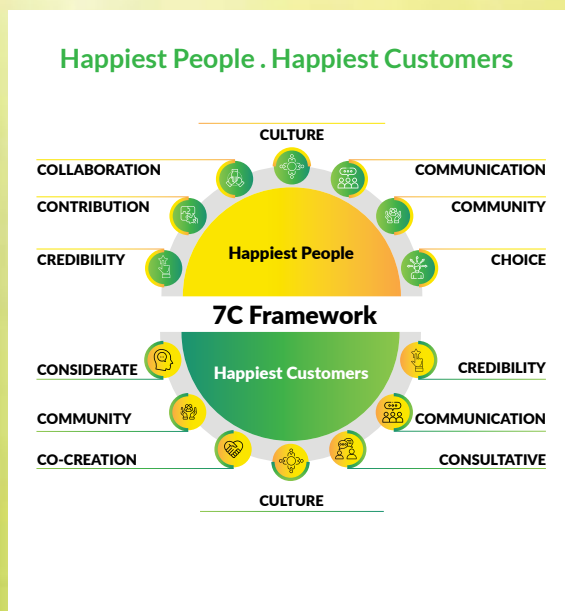 Happiest People . Happiest Customers
CULTURE
COLLABORATION
COMMUNICATION
CONTRIBUTION
COMMUNITY
CREDIBILITY
CHOICE
Happiest People
7C Framework
Happiest Customers
CONSIDERATE
CREDIBILITY
COMMUNITY
COMMUNICATION
CO-CREATION
CONSULTATIVE
CULTURE